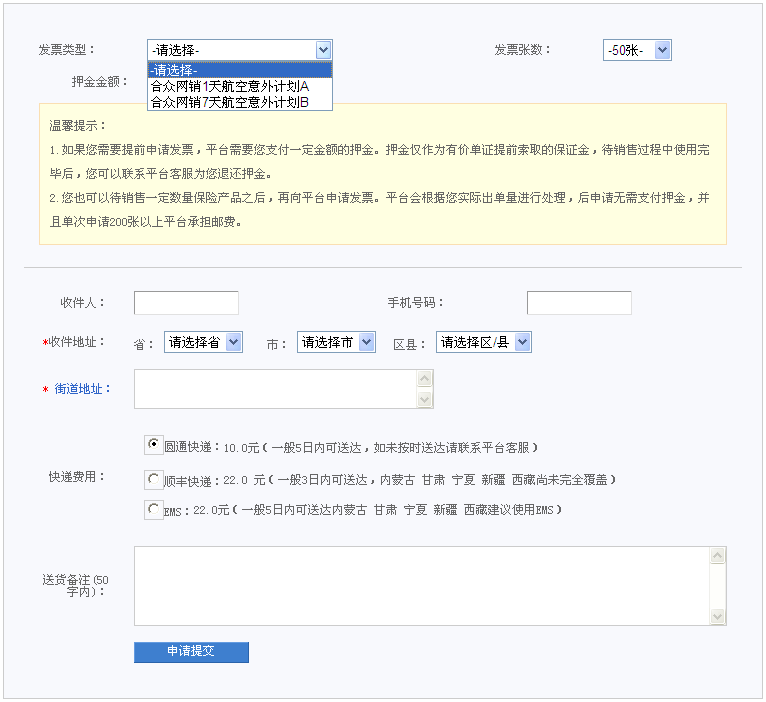 发票类型： -请选择- 发票张数： -50张-
-请选择-
押金金额： 合众网销1天航空意外计划A
合众网销7天航空意外计划B
温馨提示：
1.如果您需要提前申请发票，平台需要您支付一定金额的押金。押金仅作为有价单证提前索取的保证金，待销售过程中使用完
毕后，您可以联系平台客服为您退还押金。
2.您也可以待销售一定数量保险产品之后，再向平台申请发票。平台会根据您实际出单量进行处理，后申请无需支付押金，并
且单次申请200张以上平台承担邮费。
收件人： 手机号码：
*收件地址： 省： 请选择省 市： 请选择市 区县： 请选择区/县
* 街道地址：
圆通快递：10.0元（一般5日内可送达，如未按时送达请联系平台客服）
快递费用： 顺丰快递：22.0 元（一般3日内可送达，内蒙古 甘肃 宁夏 新疆 西藏尚未完全覆盖）
EMS：22.0元（一般5日内可送达内蒙古 甘肃 宁夏 新疆 西藏建议使用EMS）
送货备注(50
字内)：
申请提交